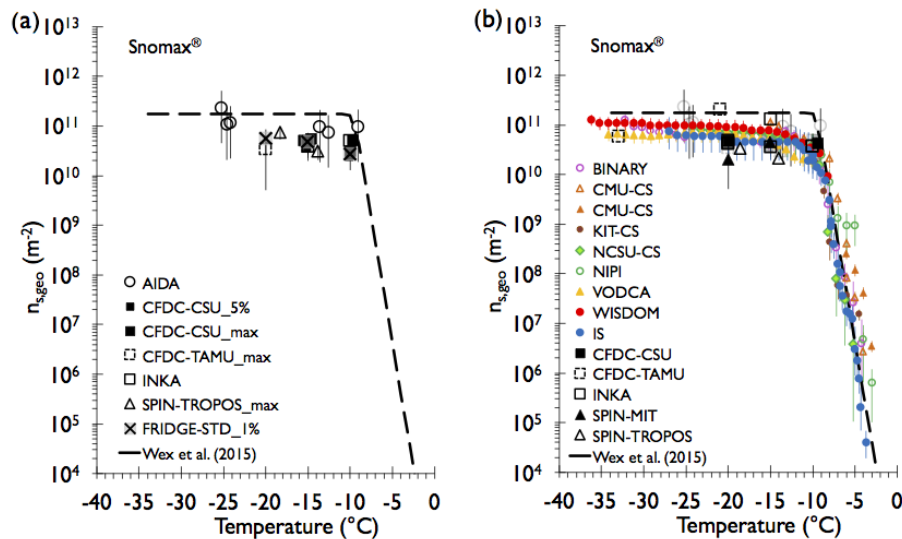 (a)
Snomax®
10^13
10^12
10^11
10^10
10^9
10^8
10^7
10^6
10^5
10^4
n_s,geo (m^-2)
AIDA
CFDC-CSU_5%
CFDC-CSU_max
CFDC-TAMU_max
INKA
SPIN-TROPOS_max
FRIDGE-STD_1%
Wex et al. (2015)
-40 -35 -30 -25 -20 -15 -10 -5 0
Temperature (°C)
(b)
Snomax®
10^13
10^12
10^11
10^10
10^9
10^8
10^7
10^6
10^5
10^4
n_s,geo (m^-2)
BINARY
CMU-CS
CMU-CS
KIT-CS
NCSU-CS
NIPI
VODCA
WISDOM
IS
CFDC-CSU
CFDC-TAMU
INKA
SPIN-MIT
SPIN-TROPOS
Wex et al. (2015)
-40 -35 -30 -25 -20 -15 -10 -5 0
Temperature (°C)